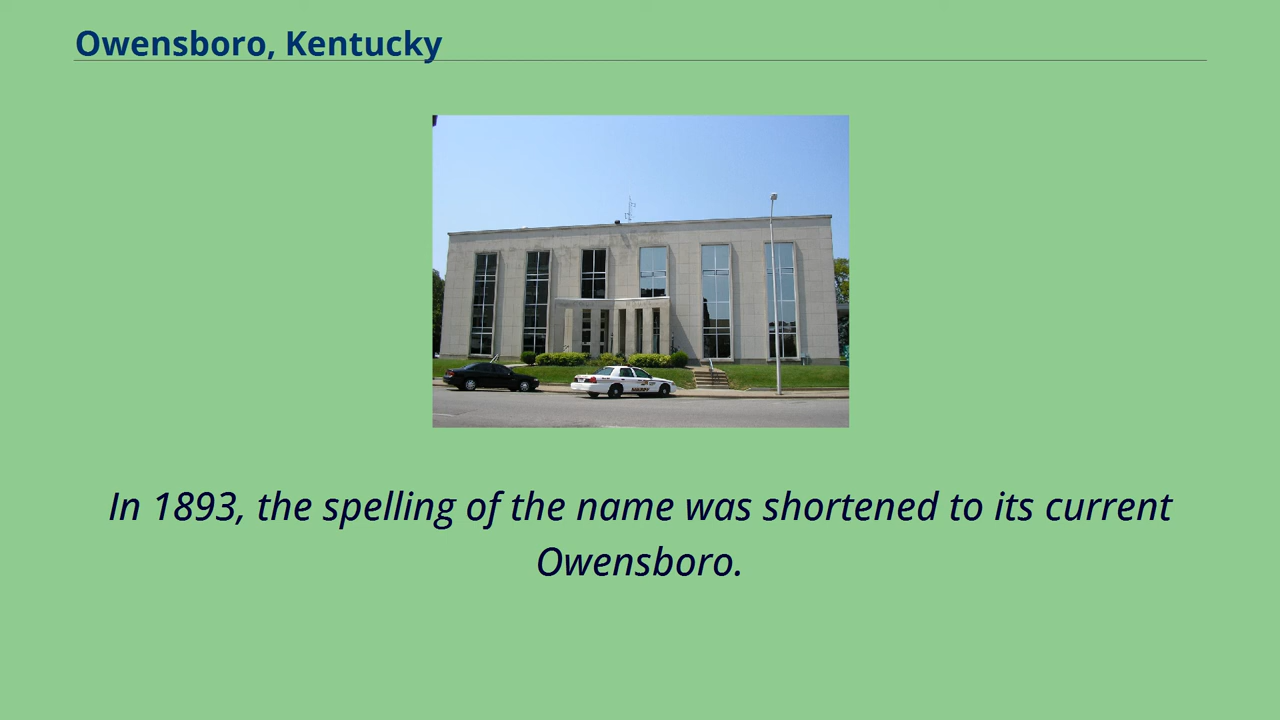 Owensboro, Kentucky
In 1893, the spelling of the name was shortened to its current
Owensboro.